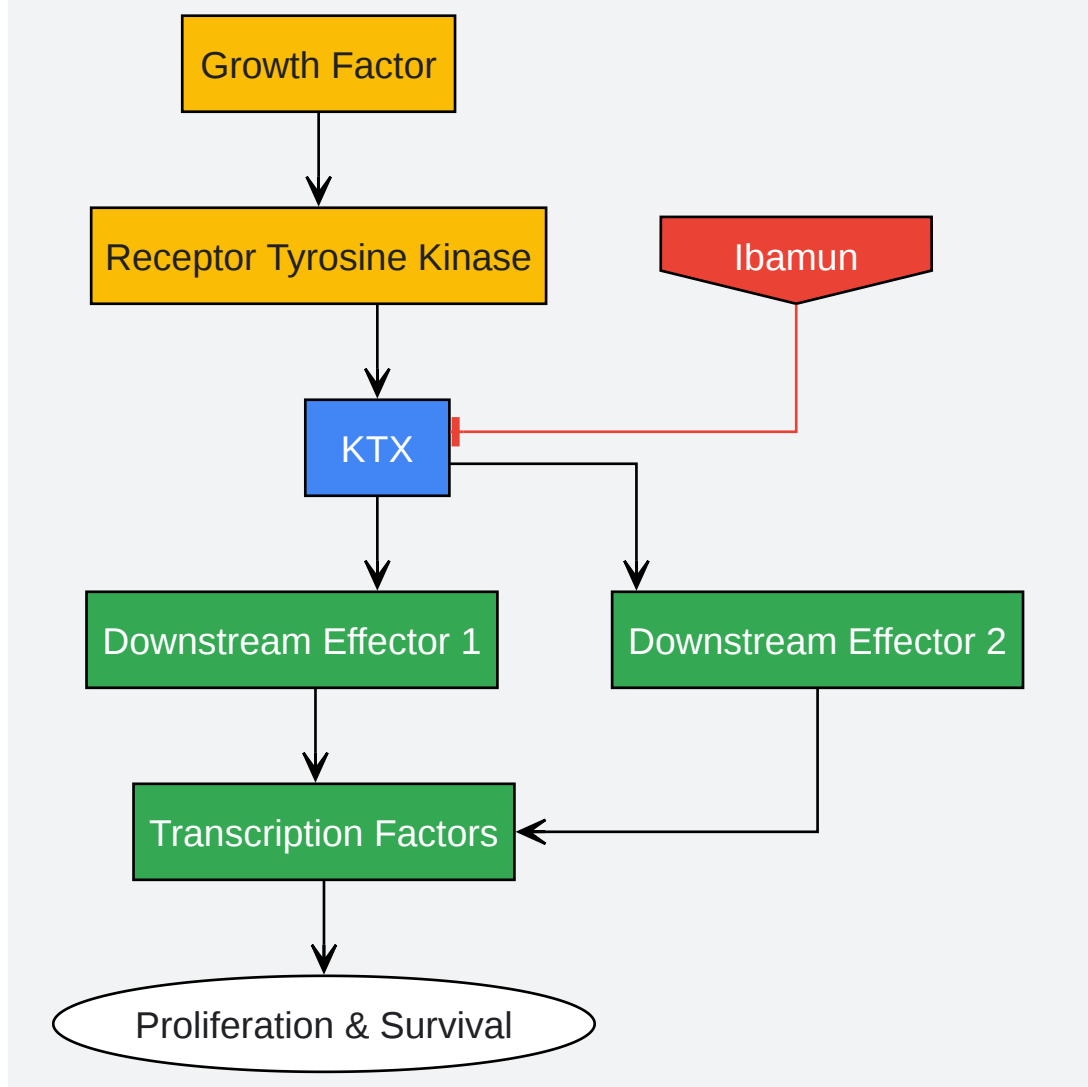 Growth Factor
Receptor Tyrosine Kinase
Ibamun
KTX
Downstream Effector 1
Downstream Effector 2
Transcription Factors
Proliferation & Survival